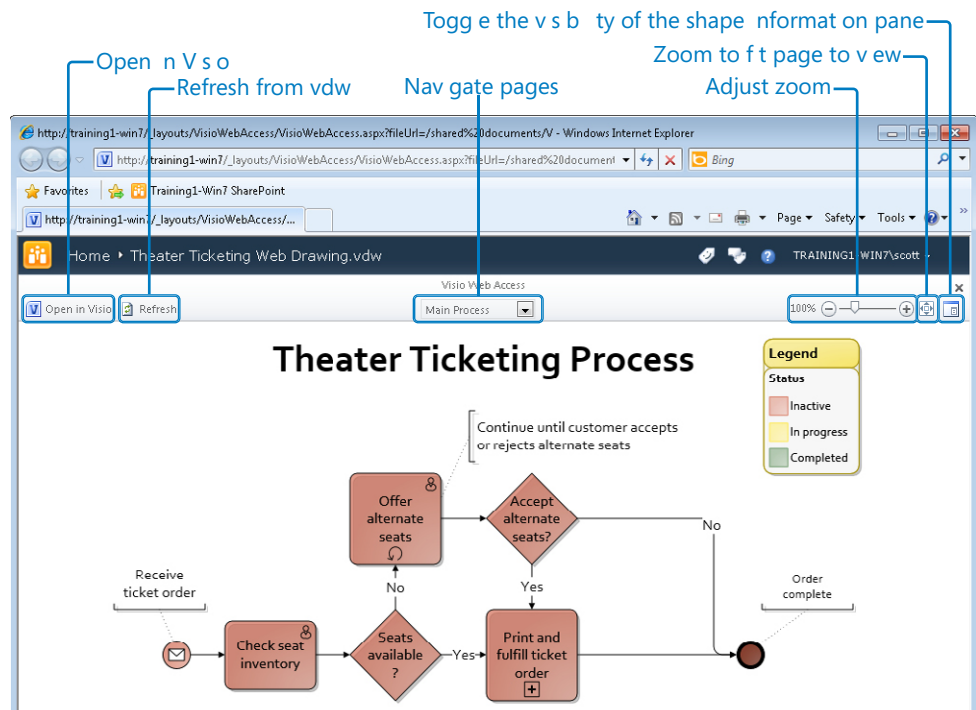 Togg e the v s b ty of the shape nformat on pane
Open n V s o
Zoom to f t page to v ew
Refresh from vdw
Nav gate pages
Adjust zoom
http://training1-win7/_layouts/VisioWebAccess/VisioWebAccess.aspx?fileUrl=/shared%20documents/V - Windows Internet Explorer
http://training1-win7/_layouts/VisioWebAccess/VisioWebAccess.aspx?fileUrl=/shared%20document
Bing
Favorites
Training1-Win7 SharePoint
http://training1-win7/_layouts/VisioWebAccess/...
Page
Safety
Tools
Home
Theater Ticketing Web Drawing.vdw
TRAINING1-WIN7\scott
Visio Web Access
Open in Visio
Refresh
Main Process
100%
Theater Ticketing Process
Legend
Status
Inactive
In progress
Completed
Continue until customer accepts
or rejects alternate seats
Offer
alternate
seats
Accept
alternate
seats?
No
Receive
ticket order
No
Yes
Order
complete
Check seat
inventory
Seats
available
?
Yes
Print and
fulfill ticket
order